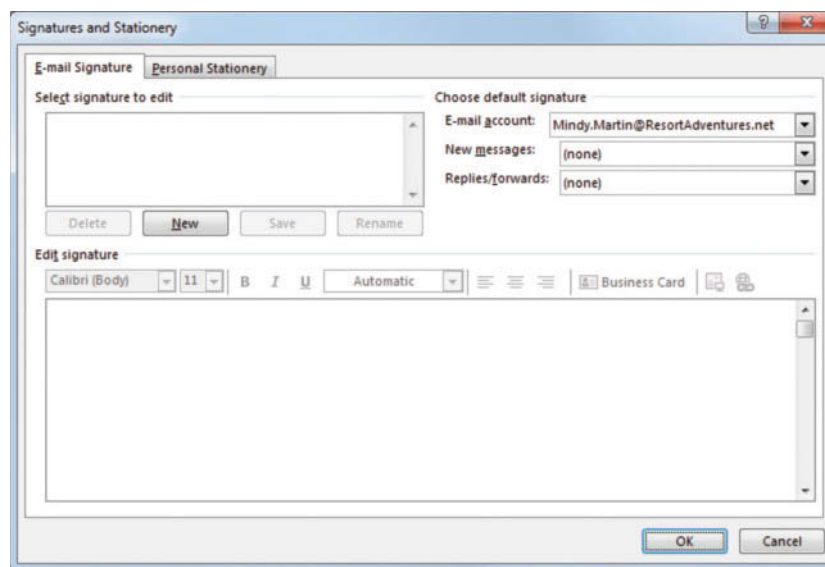 Signatures and Stationery
E-mail Signature Personal Stationery
Select signature to edit
Choose default signature
E-mail account: Mindy.Martin@ResortAdventures.net
New messages: (none)
Replies/forwards: (none)
Delete New Save Rename
Edit signature
Calibri (Body) 11 B I U Automatic Business Card
OK Cancel